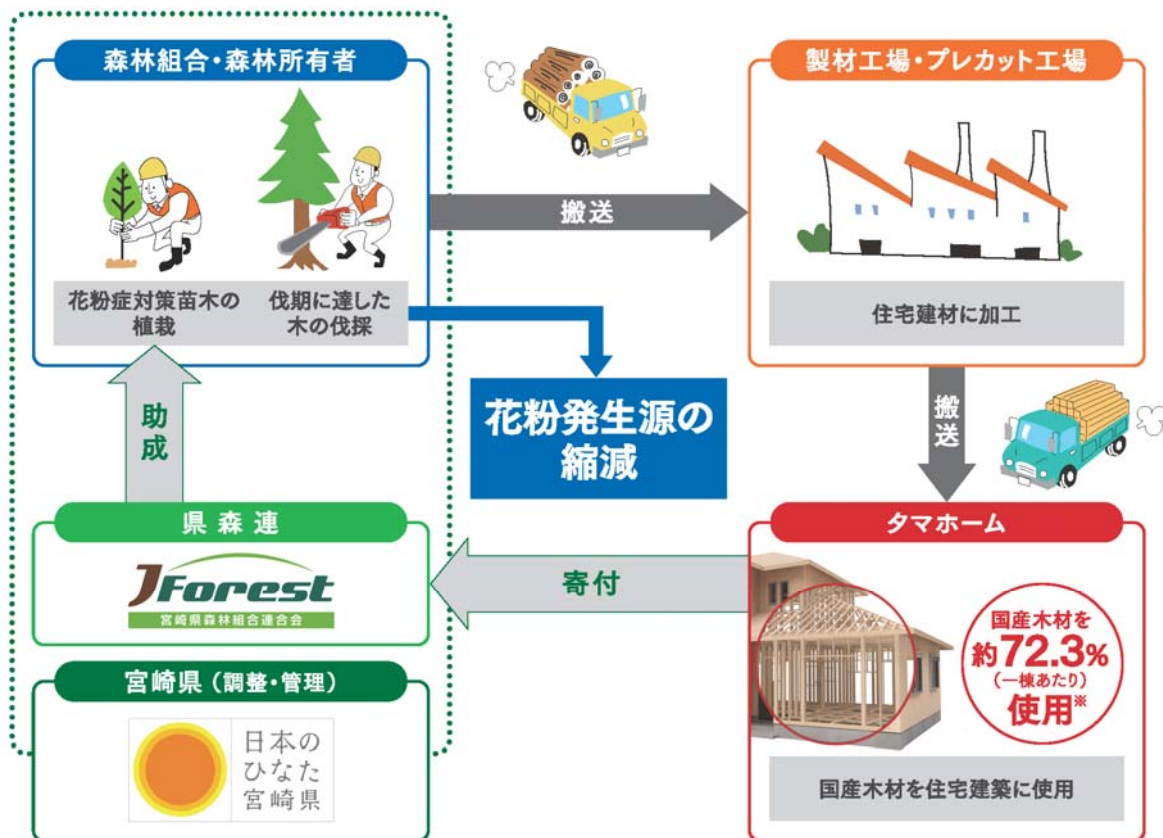 森林組合・森林所有者
花粉症対策苗木の
植栽
伐期に達した
木の伐採
搬送
製材工場・プレカット工場
住宅建材に加工
搬送
花粉発生源の
縮減
助成
県森連
JForest
宮崎県森林組合連合会
寄付
タマホーム
国産木材を
約72.3%
(一棟あたり)
使用※
国産木材を住宅建築に使用
宮崎県（調整・管理）
日本の
ひなた
宮崎県